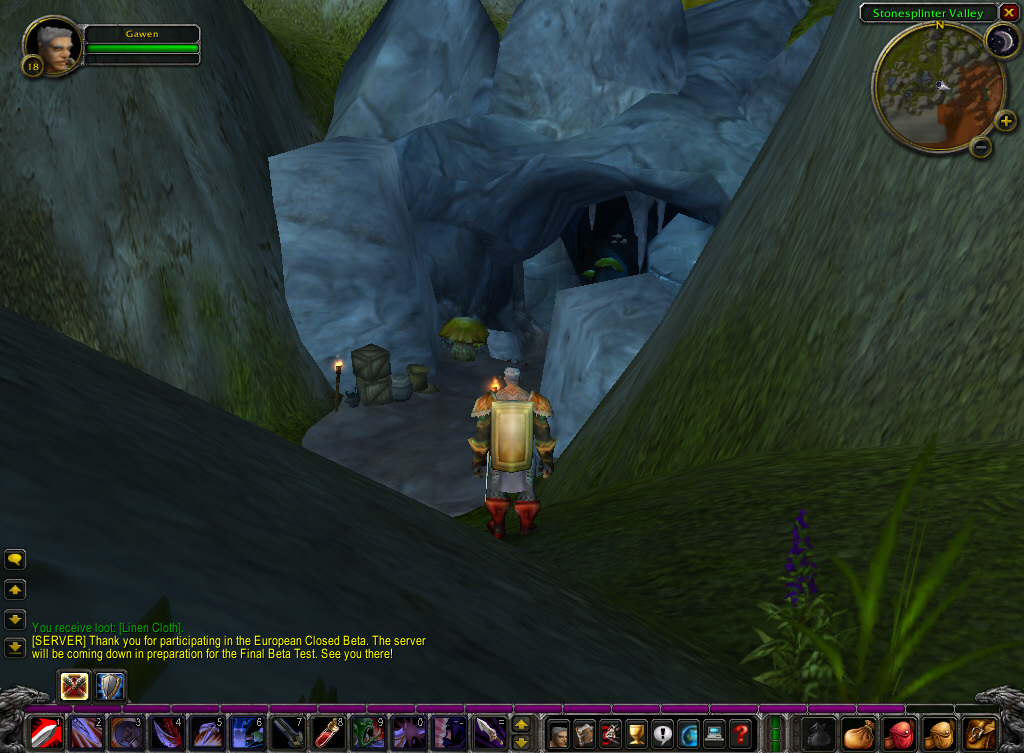 Gawen
18
Stonesplinter Valley
N
You receive loot: [Linen Cloth].
[SERVER] Thank you for participating in the European Closed Beta. The server
will be coming down in preparation for the Final Beta Test. See you there!
1 2 3 4 5 6 7 8 9 0 - =